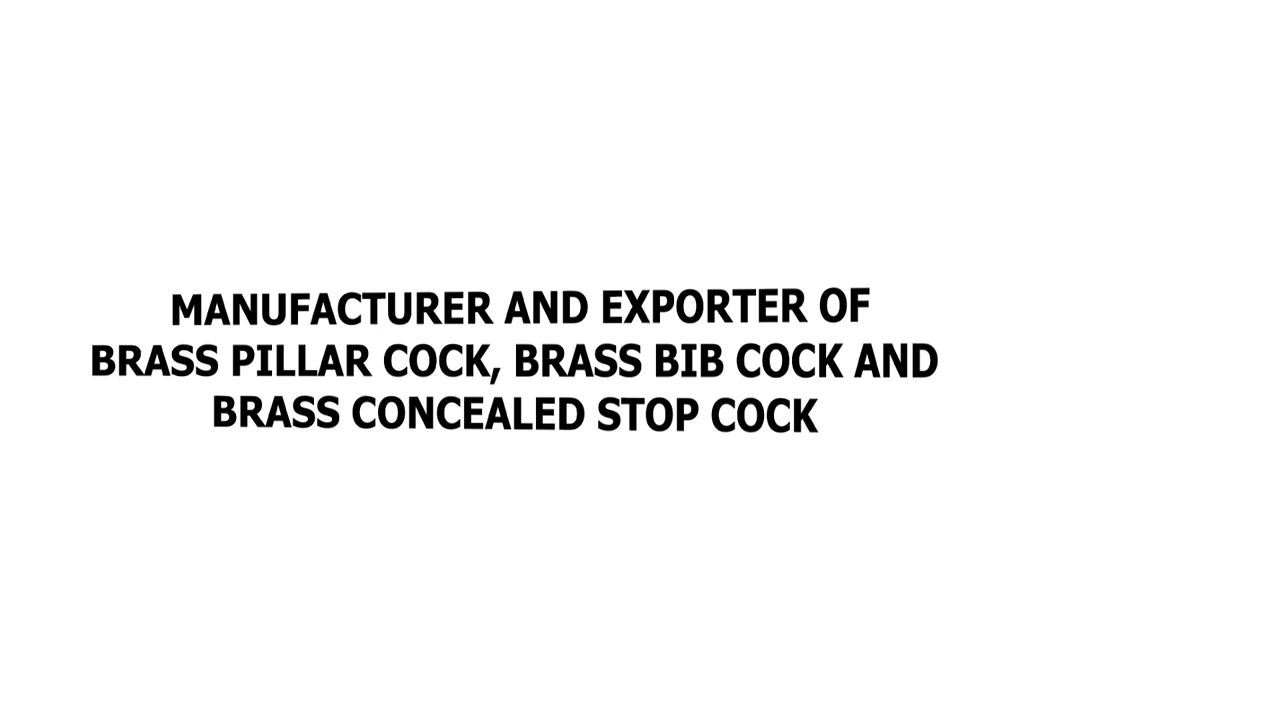 MANUFACTURER AND EXPORTER OF
BRASS PILLAR COCK, BRASS BIB COCK AND
BRASS CONCEALED STOP COCK